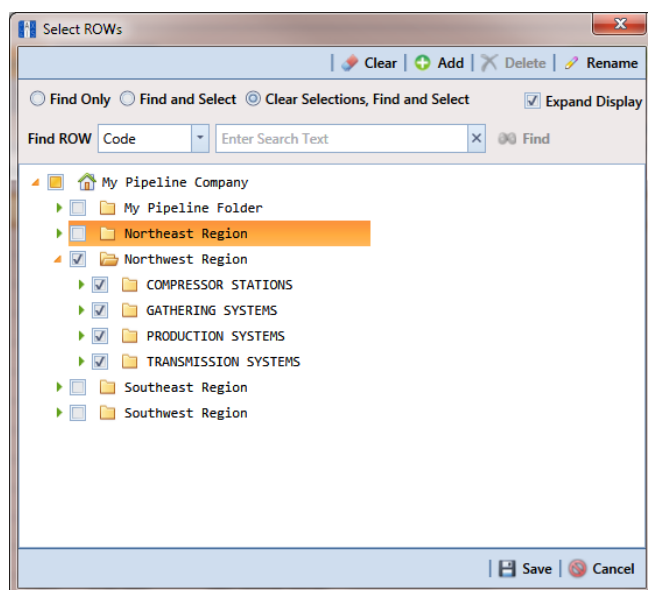 Select ROWs
Clear Add Delete Rename
Find Only Find and Select Clear Selections, Find and Select Expand Display
Find ROW Code Enter Search Text Find
My Pipeline Company
My Pipeline Folder
Northeast Region
Northwest Region
COMPRESSOR STATIONS
GATHERING SYSTEMS
PRODUCTION SYSTEMS
TRANSMISSION SYSTEMS
Southeast Region
Southwest Region
Save Cancel